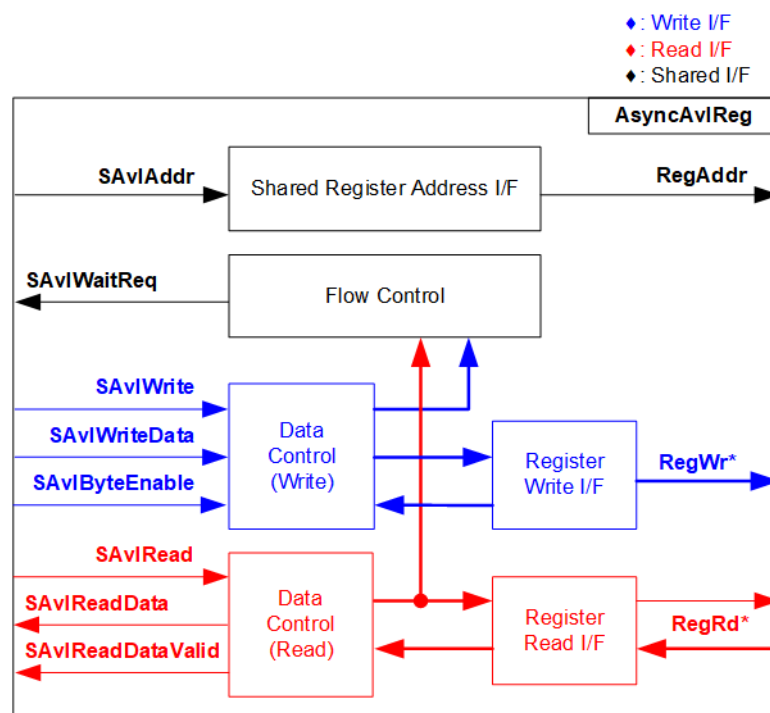 ♦: Write I/F
♦: Read I/F
♦: Shared I/F
AsyncAvlReg
SAvlAddr
Shared Register Address I/F
RegAddr
SAvlWaitReq
Flow Control
SAvlWrite
SAvlWriteData
SAvlByteEnable
Data
Control
(Write)
Register
Write I/F
RegWr*
SAvlRead
SAvlReadData
SAvlReadDataValid
Data
Control
(Read)
Register
Read I/F
RegRd*